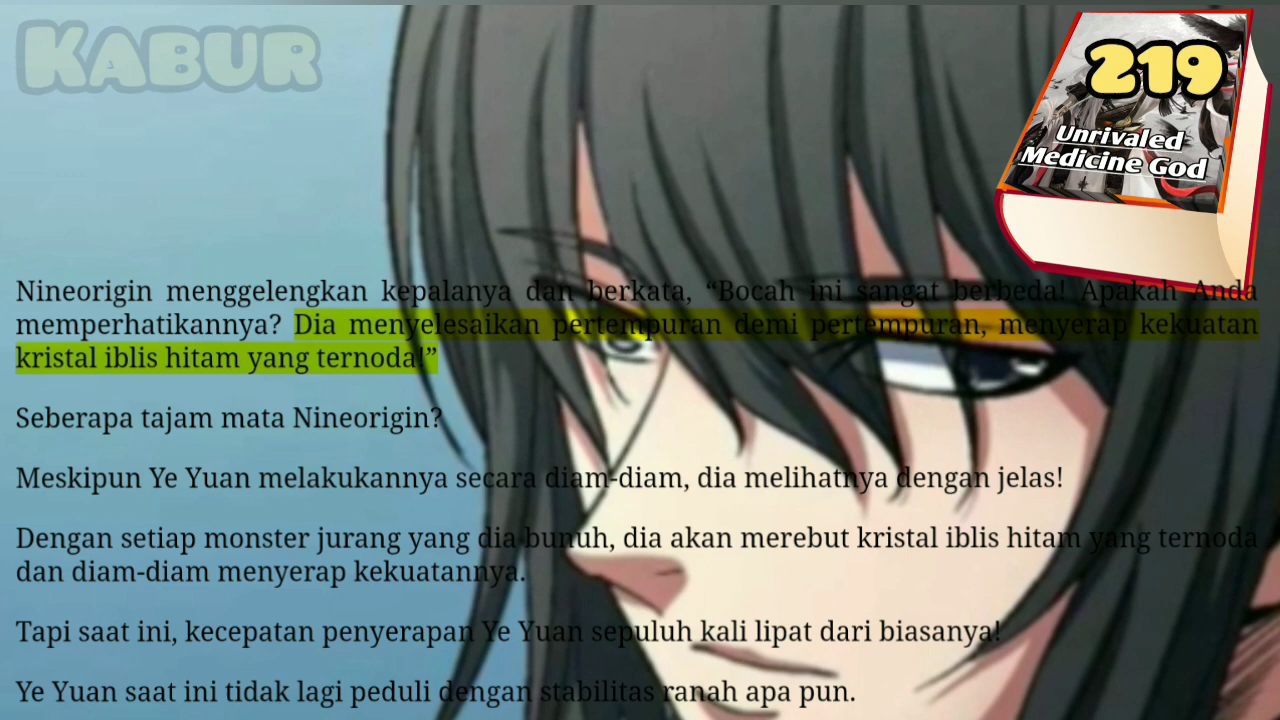 KABUR
219
Unrivaled
Medicine God
Nineorigin menggelengkan kepalanya dan berkata, “Bocah ini sangat berbeda! Apakah Anda
memperhatikannya? Dia menyelesaikan pertempuran demi pertempuran, menyerap kekuatan
kristal iblis hitam yang ternoda!”
Seberapa tajam mata Nineorigin?
Meskipun Ye Yuan melakukannya secara diam-diam, dia melihatnya dengan jelas!
Dengan setiap monster jurang yang dia bunuh, dia akan merebut kristal iblis hitam yang ternoda
dan diam-diam menyerap kekuatannya.
Tapi saat ini, kecepatan penyerapan Ye Yuan sepuluh kali lipat dari biasanya!
Ye Yuan saat ini tidak lagi peduli dengan stabilitas ranah apa pun.